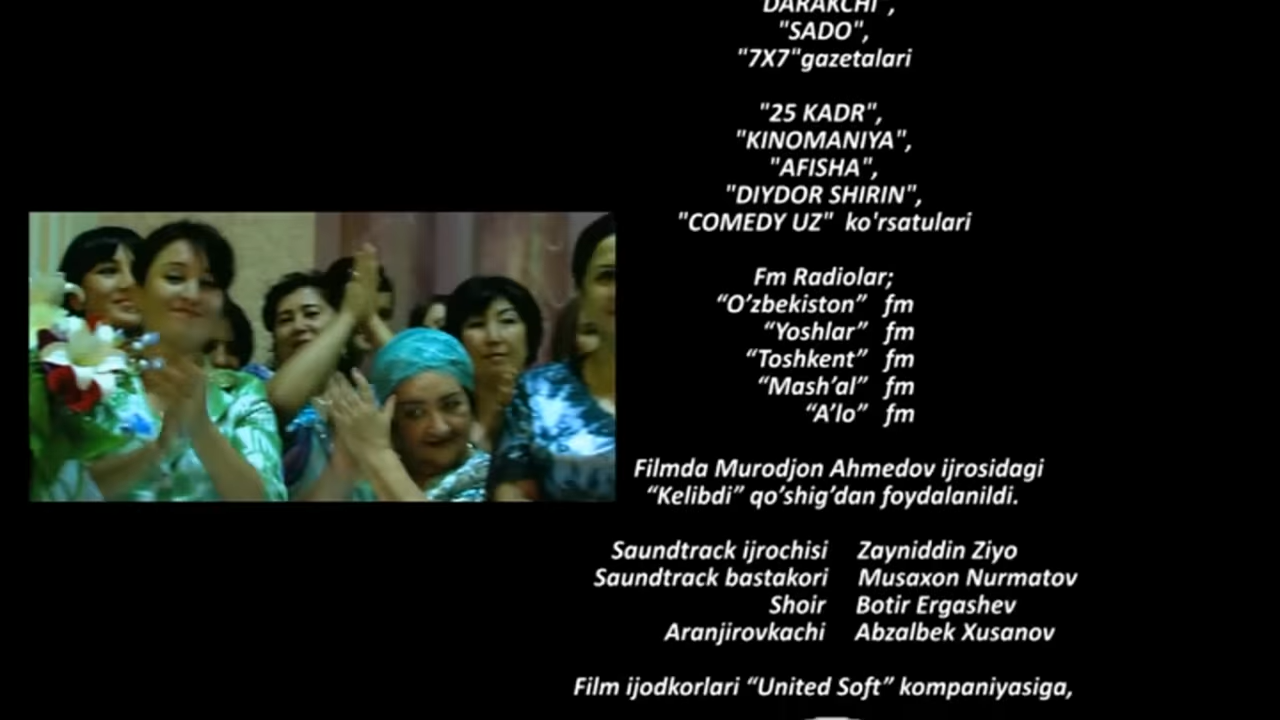 "DARAKCHI",
"SADO",
"7X7"gazetalari
"25 KADR",
"KINOMANIYA",
"AFISHA",
"DIYDOR SHIRIN",
"COMEDY UZ" ko'rsatulari
Fm Radiolar;
“O’zbekiston” fm
“Yoshlar” fm
“Toshkent” fm
“Mash’al” fm
“A’lo” fm
Filmda Murodjon Ahmedov ijrosidagi
“Kelibdi” qo’shig’dan foydalanildi.
Saundtrack ijrochisi Zayniddin Ziyo
Saundtrack bastakori Musaxon Nurmatov
Shoir Botir Ergashev
Aranjirovkachi Abzalbek Xusanov
Film ijodkorlari “United Soft” kompaniyasiga,